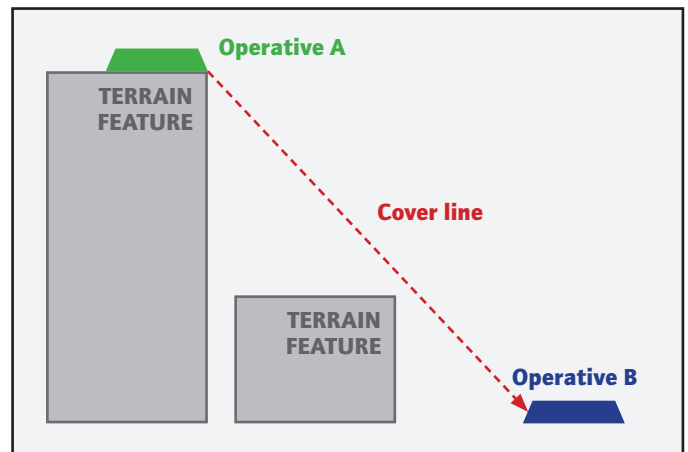 Operative A
TERRAIN
FEATURE
Cover line
TERRAIN
FEATURE
Operative B